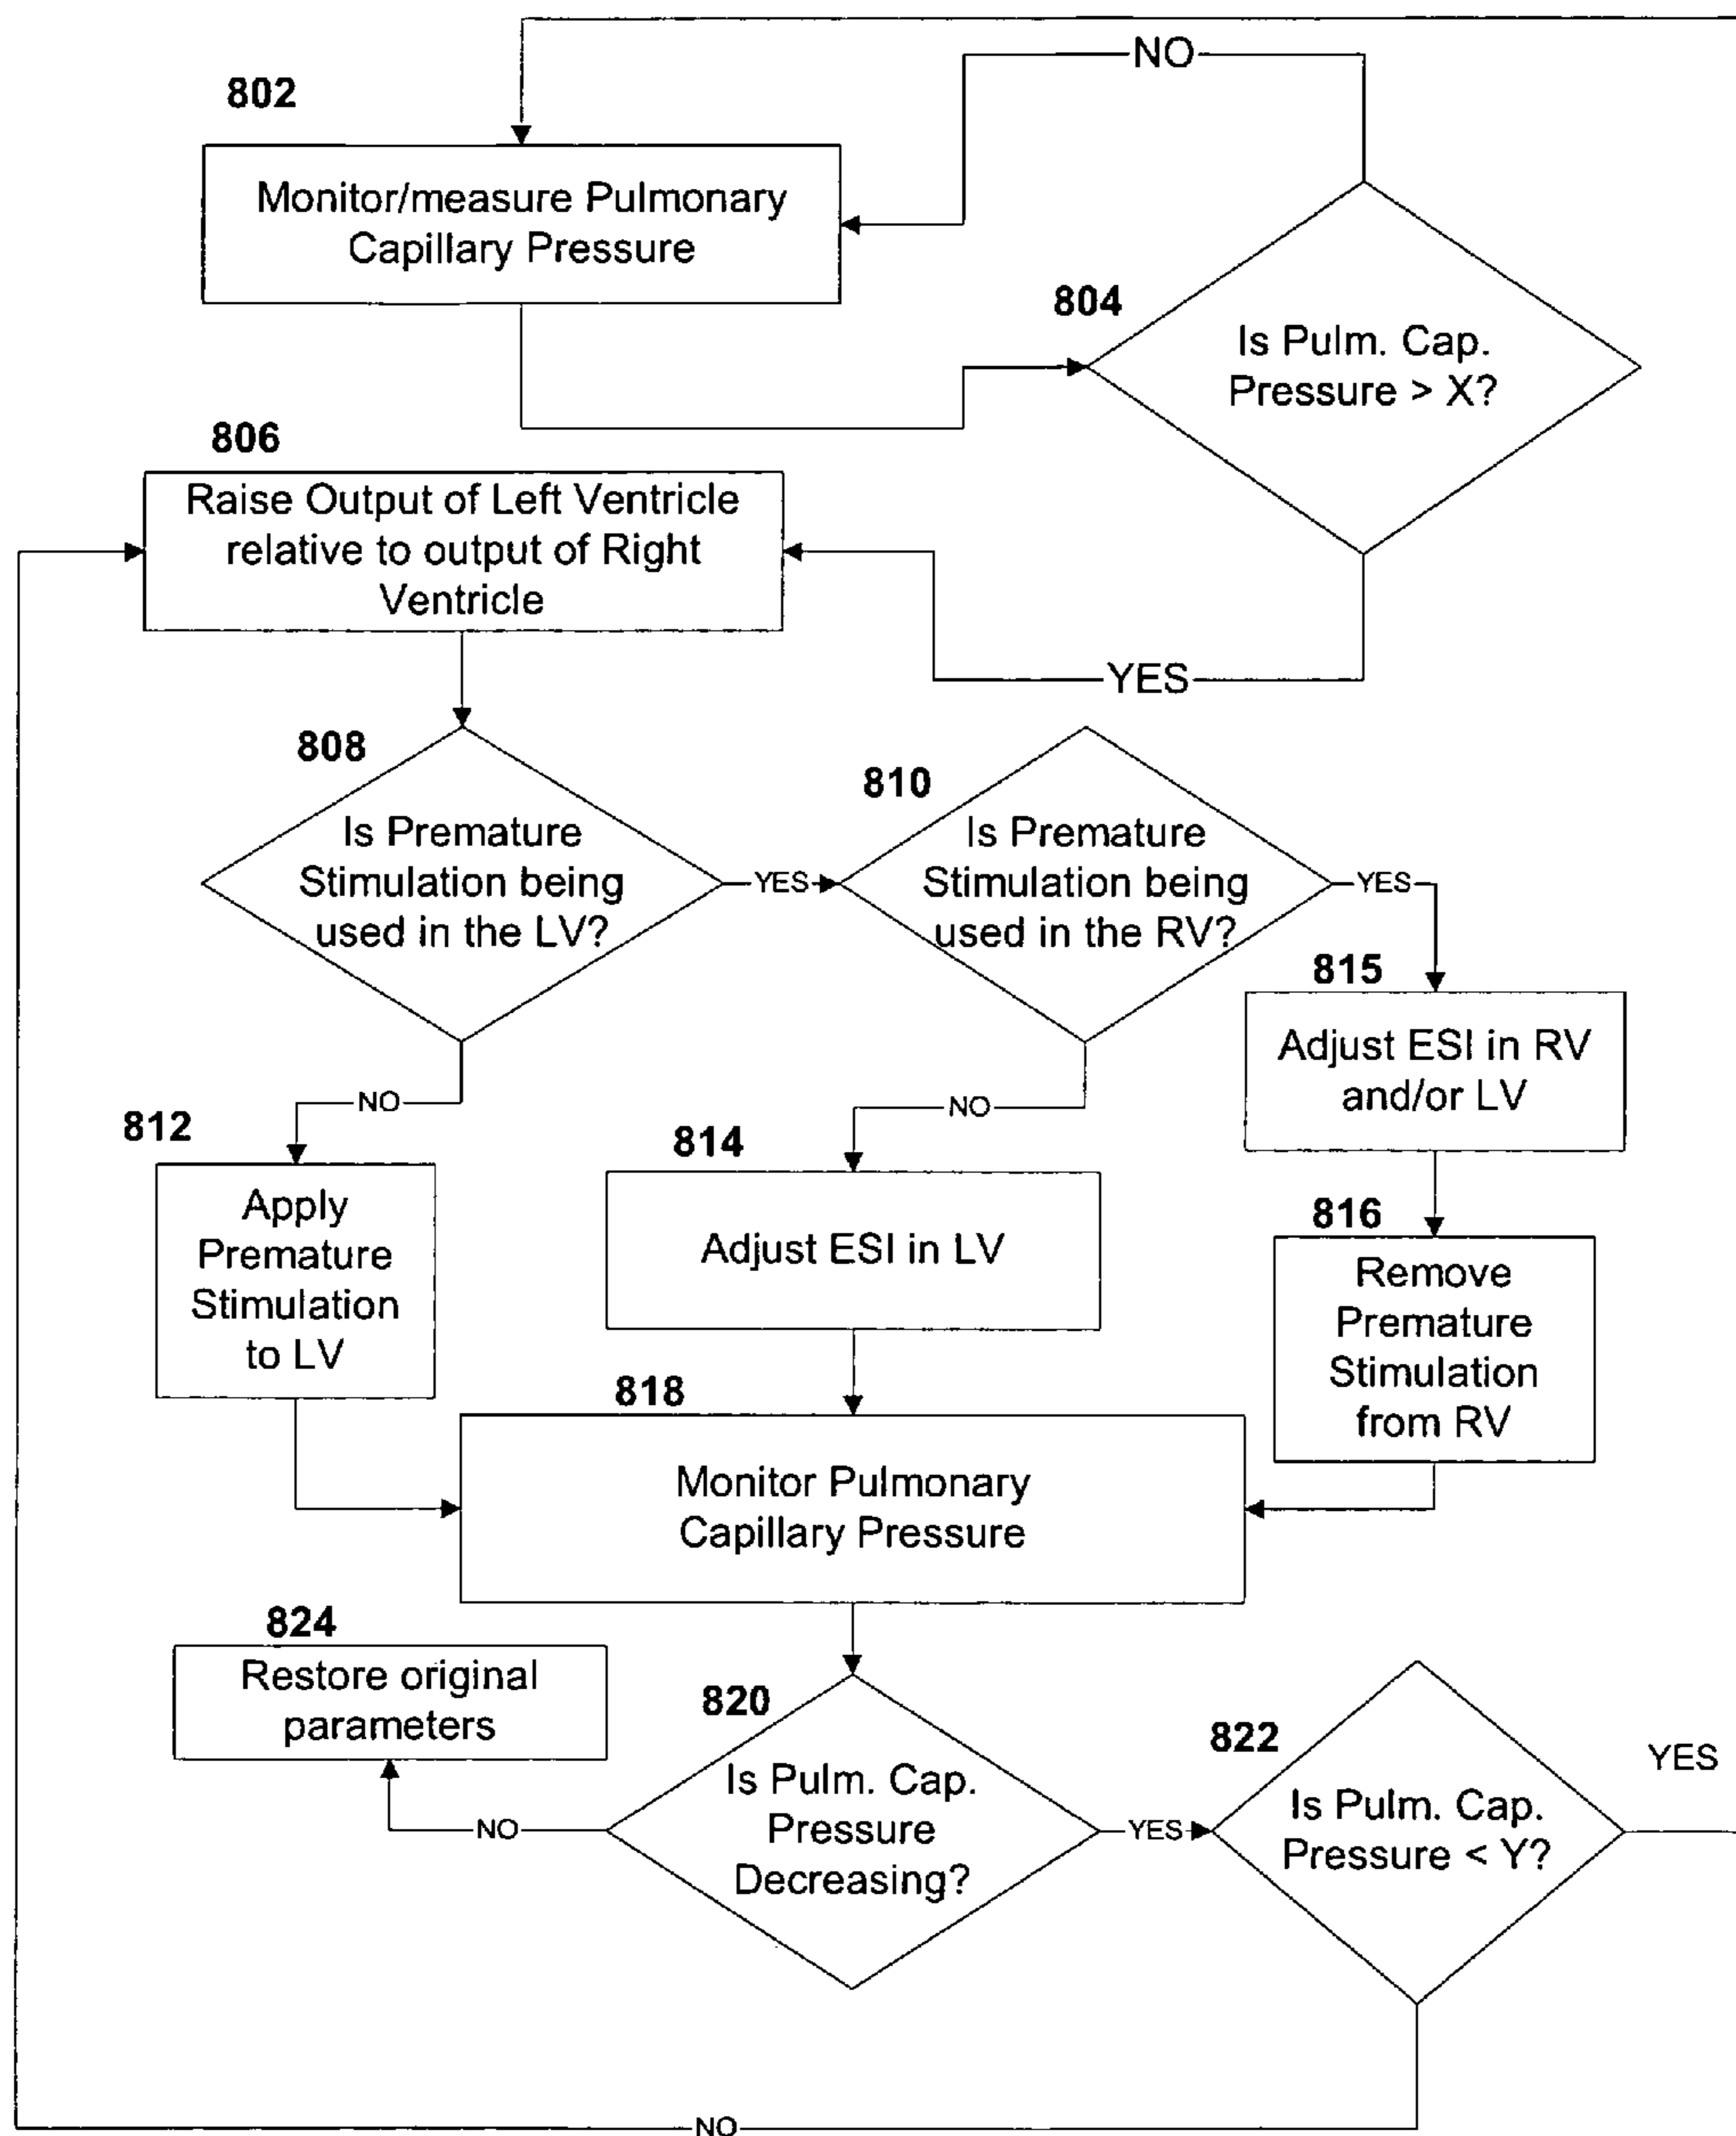 NO
802
Monitor/measure Pulmonary
Capillary Pressure
804
Is Pulm. Cap.
Pressure > X?
806
Raise Output of Left Ventricle
relative to output of Right
Ventricle
YES
808
Is Premature
Stimulation being
used in the LV?
YES
810
Is Premature
Stimulation being
used in the RV?
YES
815
Adjust ESI in RV
and/or LV
NO
NO
812
Apply
Premature
Stimulation
to LV
814
Adjust ESI in LV
816
Remove
Premature
Stimulation
from RV
818
Monitor Pulmonary
Capillary Pressure
824
Restore original
parameters
820
Is Pulm. Cap.
Pressure
Decreasing?
NO
YES
822
Is Pulm. Cap.
Pressure < Y?
YES
NO